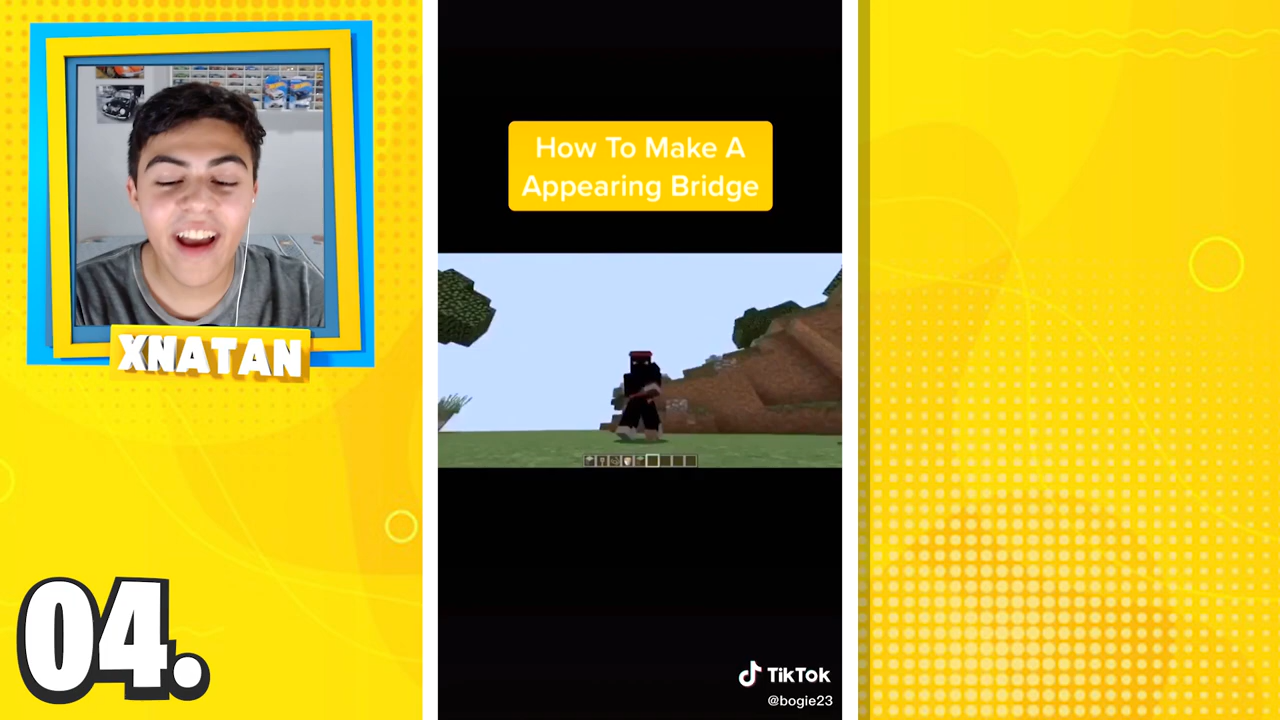 XNATAN
How To Make A
Appearing Bridge
04.
TikTok
@bogie23